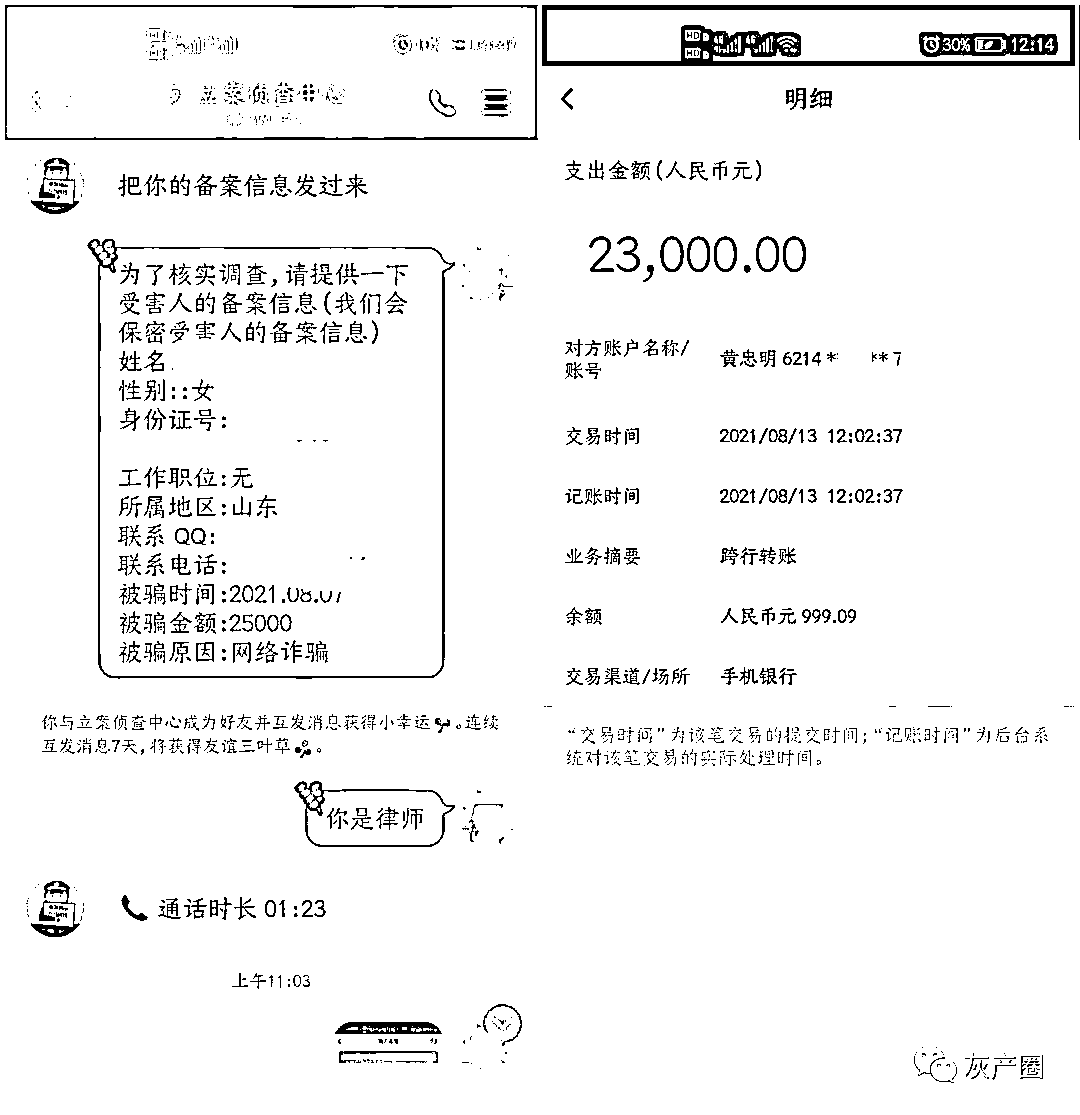 立案侦查中心
把你的备案信息发过来
为了核实调查,请提供一下
受害人的备案信息(我们会
保密受害人的备案信息)
姓名
性别::女
身份证号:
工作职位:无
所属地区:山东
联系 QQ:
联系电话:
被骗时间:2021.08.07
被骗金额:25000
被骗原因:网络诈骗
你与立案侦查中心成为好友并互发消息获得小幸运。连续
互发消息7天,将获得友谊三叶草。
你是律师
通话时长 01:23
上午11:03
HD
HD
30%
12:14
明细
支出金额(人民币元)
23,000.00
对方账户名称/
账号
黄忠明 6214 * ** 7
交易时间
2021/08/13 12:02:37
记账时间
2021/08/13 12:02:37
业务摘要
跨行转账
余额
人民币元 999.09
交易渠道/场所
手机银行
“交易时间”为该笔交易的提交时间;“记账时间”为后台系
统对该笔交易的实际处理时间。
灰产圈